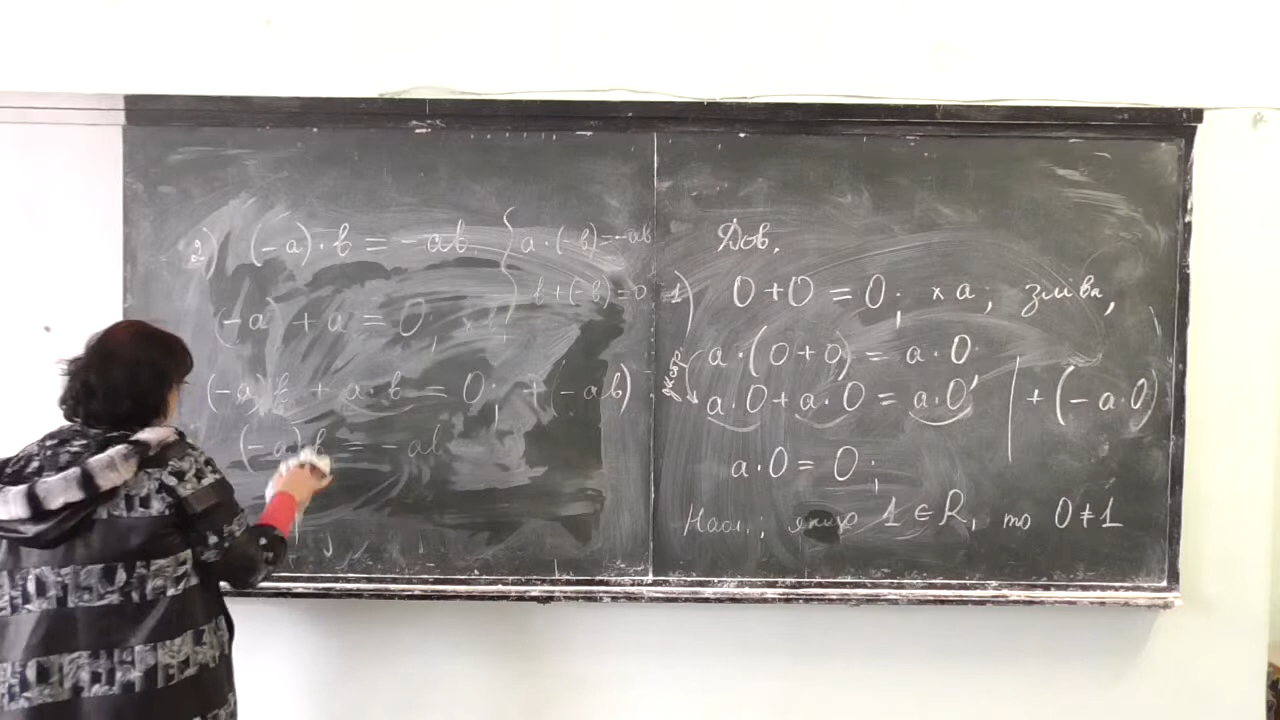 2) (-a)·b = -ab } a·(-b)=-ab
b+(-b)=0
(-a) + a = 0;
(-a)·b + a·b = 0; +(-ab).
(-a)·b = -ab
Дов.
1) 0+0 = 0; ×a; зліва,
a·(0+0) = a·0
дистр. a·0+a·0 = a·0, | +(-a·0)
a·0 = 0;
якщо 1 ∈ R, то 0≠1